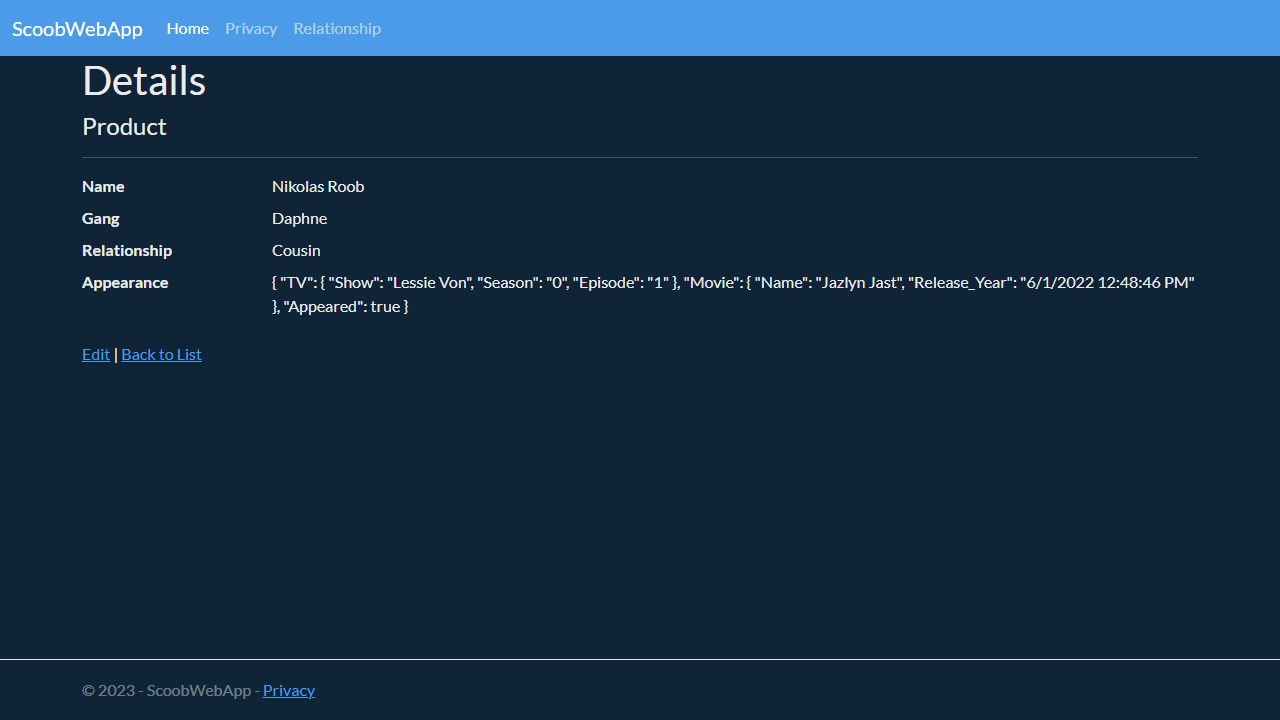 ScoobWebApp Home Privacy Relationship
Details
Product
Name Nikolas Roob
Gang Daphne
Relationship Cousin
Appearance { "TV": { "Show": "Lessie Von", "Season": "0", "Episode": "1" }, "Movie": { "Name": "Jazlyn Jast", "Release_Year": "6/1/2022 12:48:46 PM"
}, "Appeared": true }
Edit | Back to List
© 2023 - ScoobWebApp - Privacy